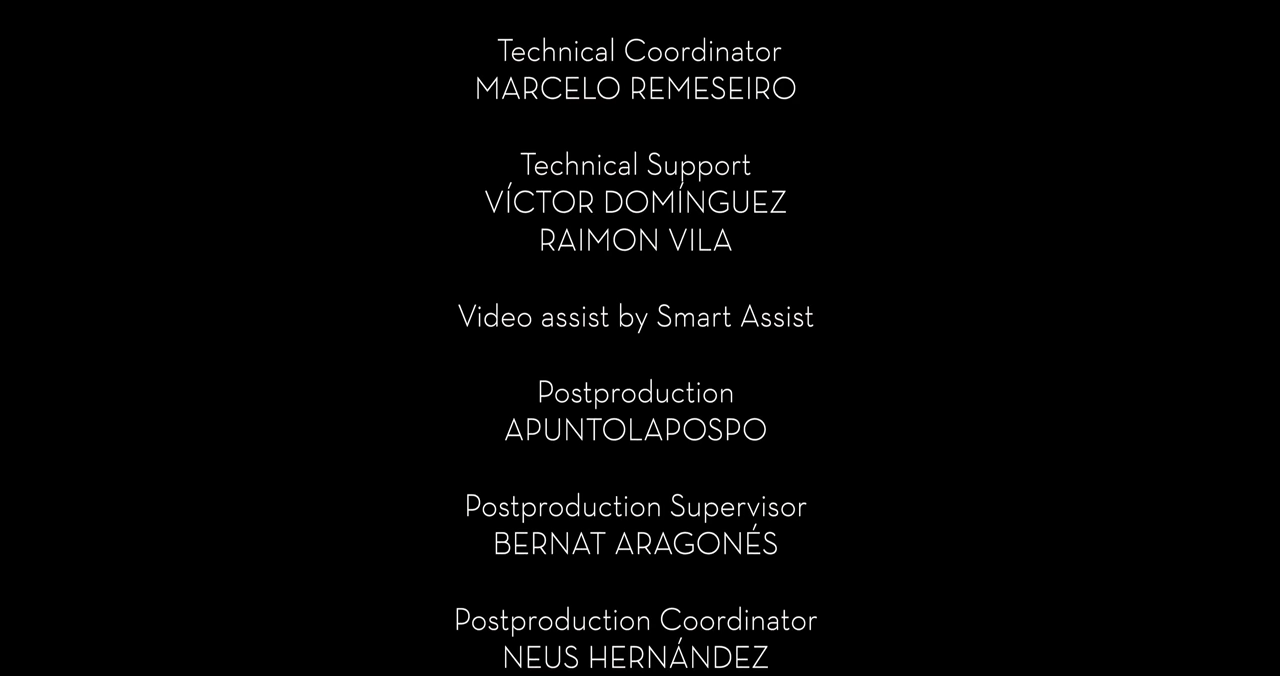 Technical Coordinator
MARCELO REMESEIRO
Technical Support
VÍCTOR DOMÍNGUEZ
RAIMON VILA
Video assist by Smart Assist
Postproduction
APUNTOLAPOSPO
Postproduction Supervisor
BERNAT ARAGONÉS
Postproduction Coordinator
NEUS HERNÁNDEZ